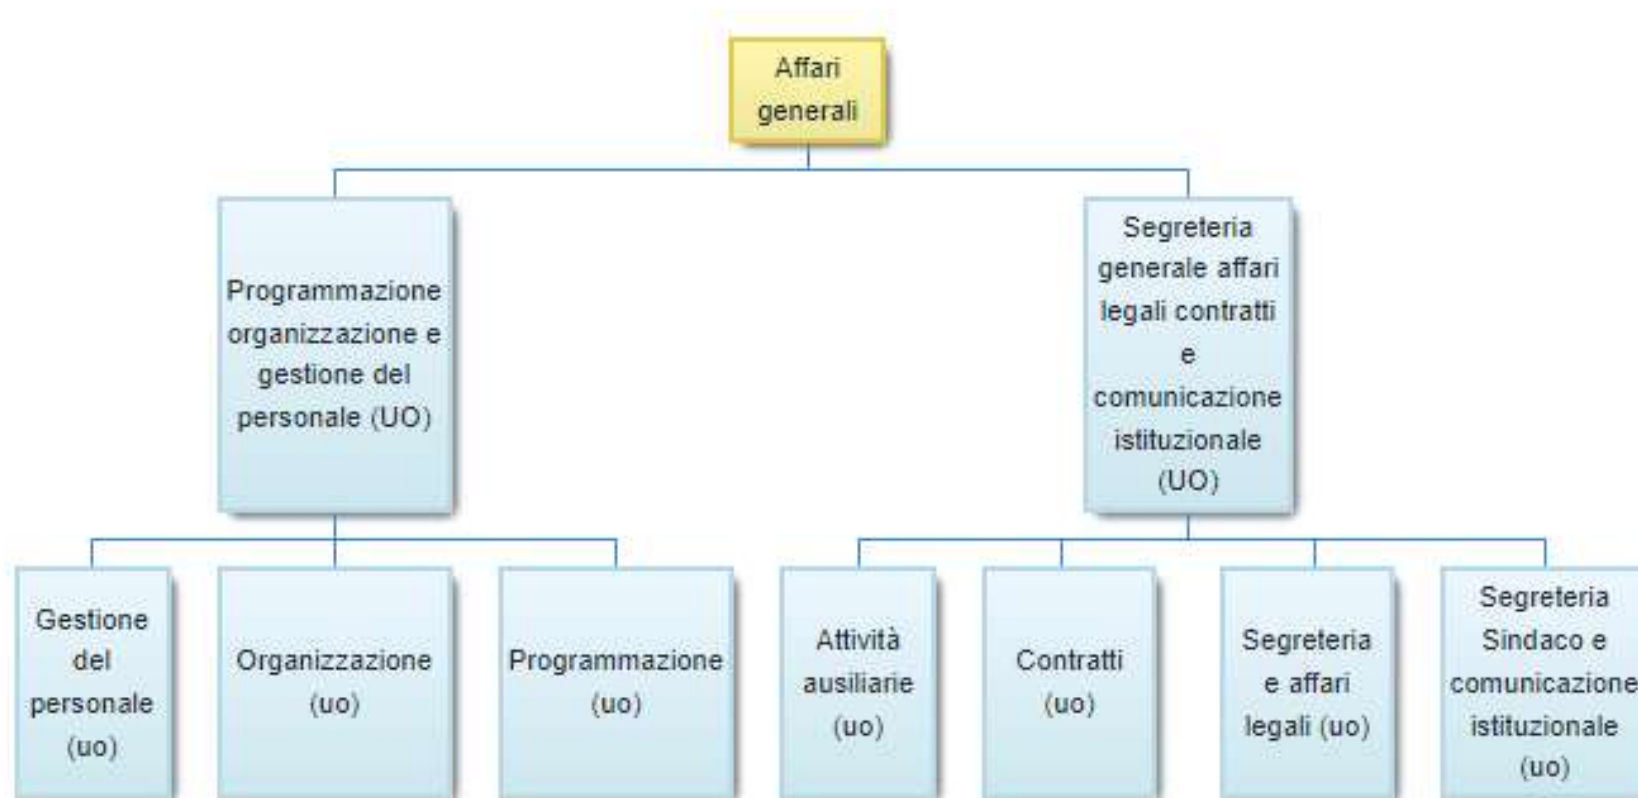 Affari
generali
Programmazione
organizzazione e
gestione del
personale (UO)
Segreteria
generale affari
legali contratti
e
comunicazione
istituzionale
(UO)
Gestione
del
personale
(uo)
Organizzazione
(uo)
Programmazione
(uo)
Attività
ausiliarie
(uo)
Contratti
(uo)
Segreteria
e affari
legali (uo)
Segreteria
Sindaco e
comunicazione
istituzionale
(uo)